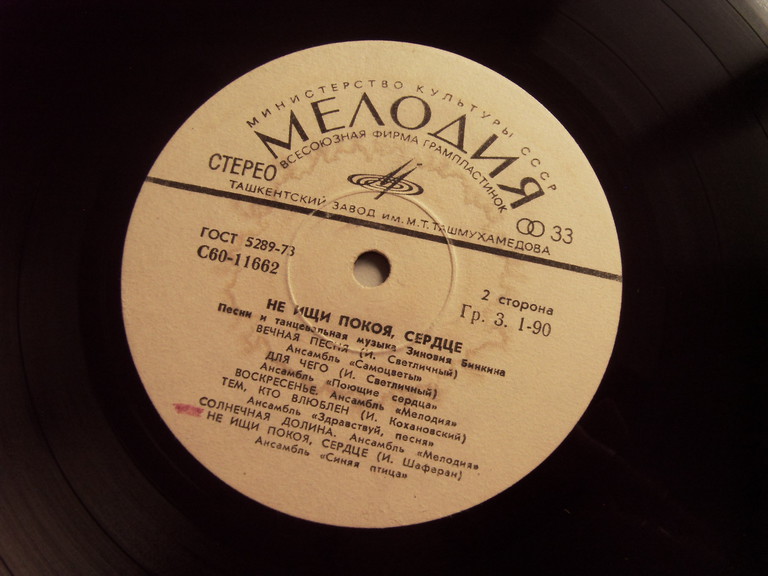 МИНИСТЕРСТВО КУЛЬТУРЫ СССР
МЕЛОДИЯ
ВСЕСОЮЗНАЯ ФИРМА ГРАМПЛАСТИНОК
СТЕРЕО
33
ТАШКЕНТСКИЙ ЗАВОД ИМ. М.Т.ТАШМУХАМЕДОВА
ГОСТ 5289-73
С60-11662
2 сторона
Гр. 3. 1-90
НЕ ИЩИ ПОКОЯ, СЕРДЦЕ
Песни и танцевальная музыка Зиновия Бинкина
ВЕЧНАЯ ПЕСНЯ (И. Светличный)
Ансамбль «Самоцветы»
ДЛЯ ЧЕГО (И. Светличный)
Ансамбль «Поющие сердца»
ВОСКРЕСЕНЬЕ. Ансамбль «Мелодия»
ТЕМ, КТО ВЛЮБЛЕН (И. Кохановский)
Ансамбль «Здравствуй, песня»
СОЛНЕЧНАЯ ДОЛИНА. Ансамбль «Мелодия»
НЕ ИЩИ ПОКОЯ, СЕРДЦЕ (И. Шаферан)
Ансамбль «Синяя птица»